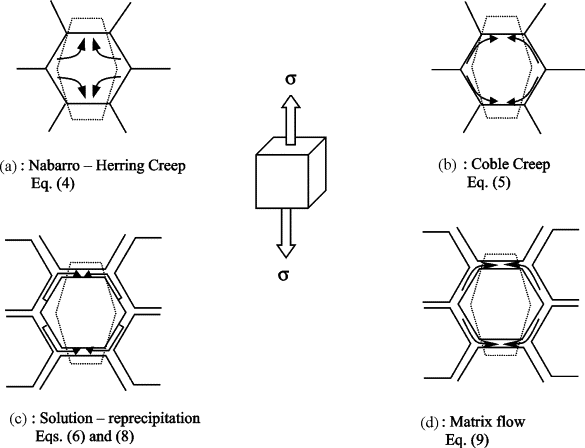 σ
(a) : Nabarro – Herring Creep
Eq. (4)
(b) : Coble Creep
Eq. (5)
σ
(c) : Solution – reprecipitation
Eqs. (6) and (8)
(d) : Matrix flow
Eq. (9)